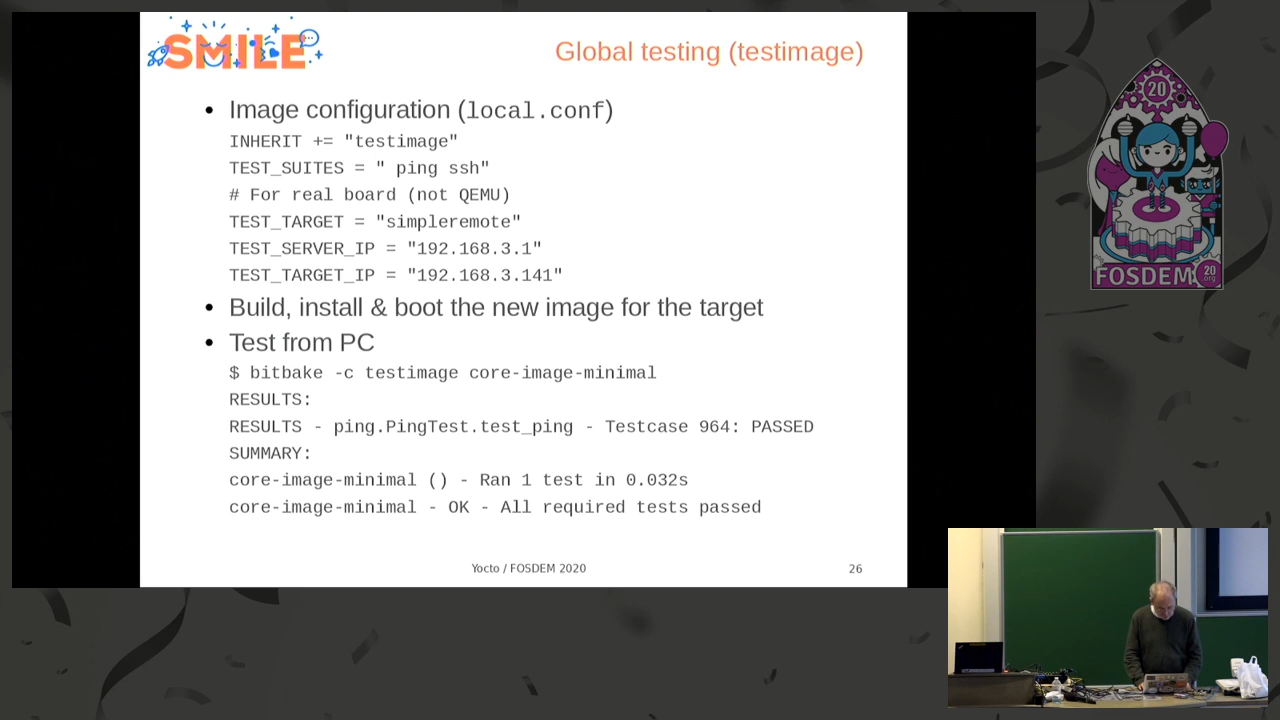 SMILE
Global testing (testimage)
• Image configuration (local.conf)
INHERIT += "testimage"
TEST_SUITES = " ping ssh"
# For real board (not QEMU)
TEST_TARGET = "simpleremote"
TEST_SERVER_IP = "192.168.3.1"
TEST_TARGET_IP = "192.168.3.141"
• Build, install & boot the new image for the target
• Test from PC
$ bitbake -c testimage core-image-minimal
RESULTS:
RESULTS - ping.PingTest.test_ping - Testcase 964: PASSED
SUMMARY:
core-image-minimal () - Ran 1 test in 0.032s
core-image-minimal - OK - All required tests passed
Yocto / FOSDEM 2020
26
20
FOSDEM
20
.org